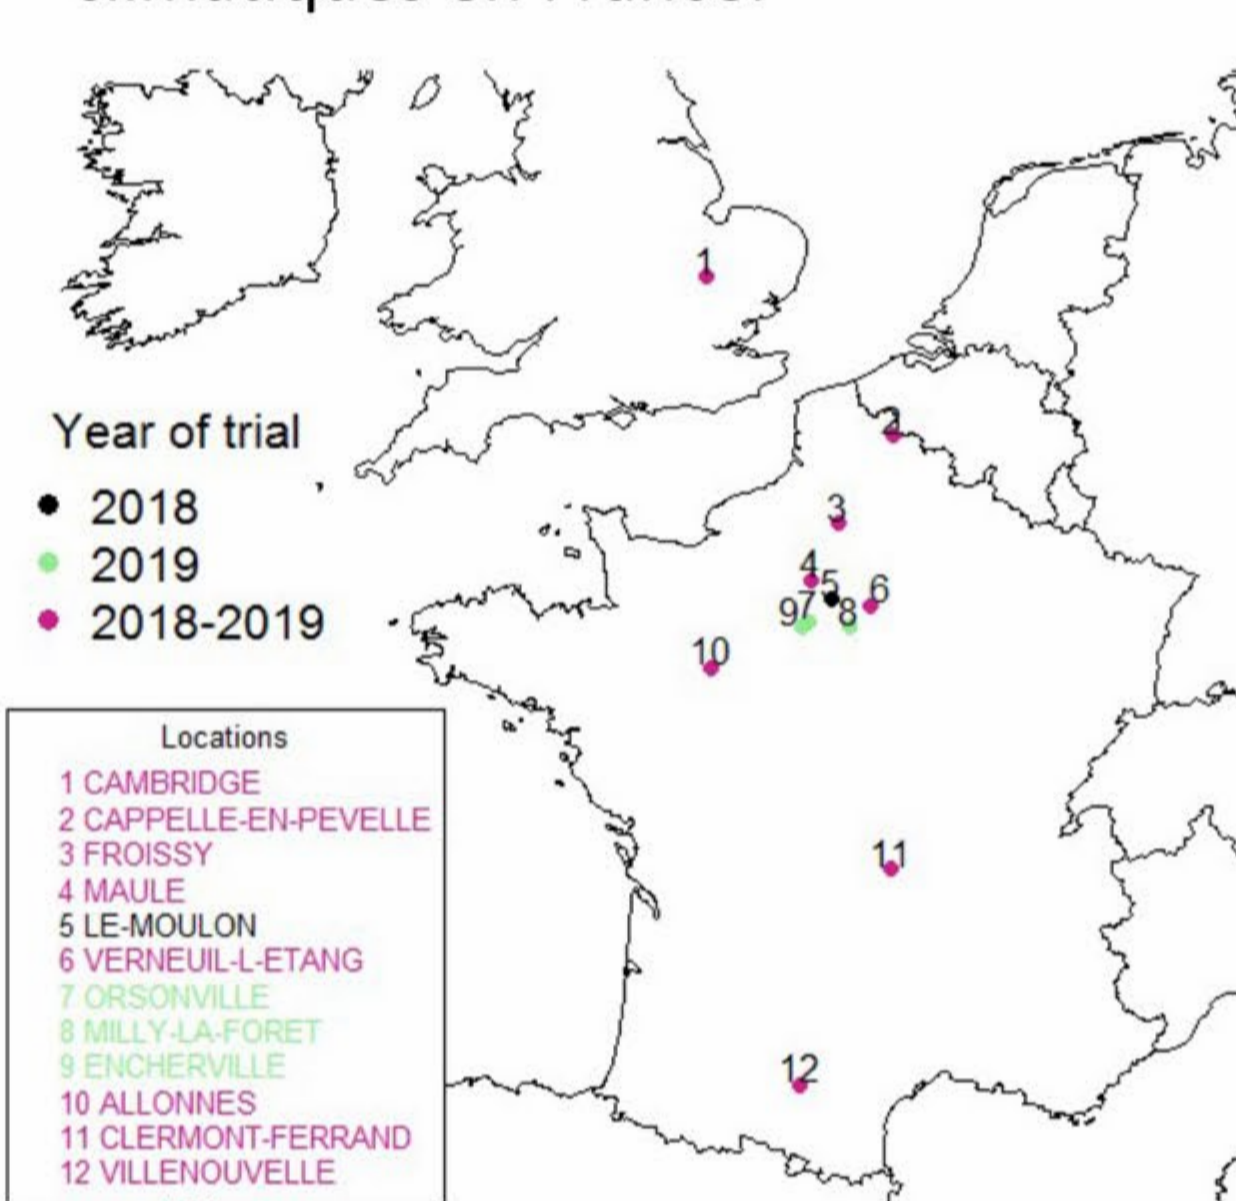 1
2
3
4
5
6
7
8
9
10
11
12
Year of trial
2018
2019
2018-2019
Locations
1 CAMBRIDGE
2 CAPPELLE-EN-PEVELLE
3 FROISSY
4 MAULE
5 LE-MOULON
6 VERNEUIL-L-ETANG
7 ORSONVILLE
8 MILLY-LA-FORET
9 ENCHERVILLE
10 ALLONNES
11 CLERMONT-FERRAND
12 VILLENOUVELLE